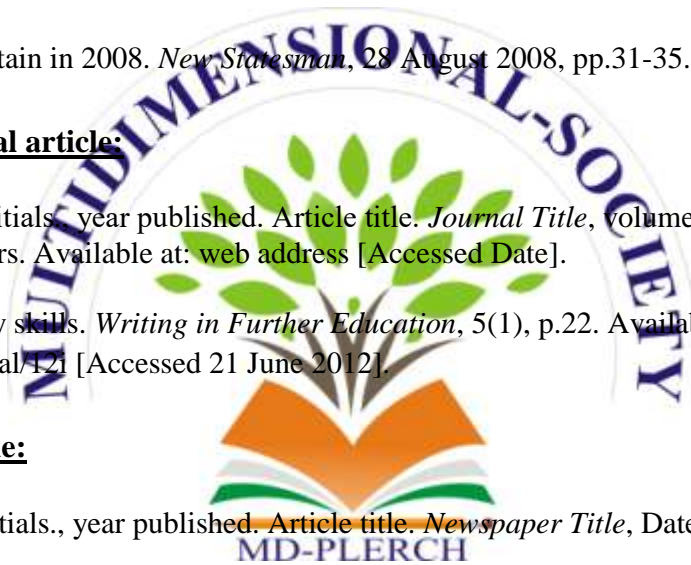 tain in 2008. New Statesman, 28 August 2008, pp.31-35.
MULTIDIMENSIONAL-SOCIETY
al article:
itials., year published. Article title. Journal Title, volume
rs. Available at: web address [Accessed Date].
y skills. Writing in Further Education, 5(1), p.22. Availab
al/12i [Accessed 21 June 2012].
le:
tials., year published. Article title. Newspaper Title, Date
MD-PLERCH